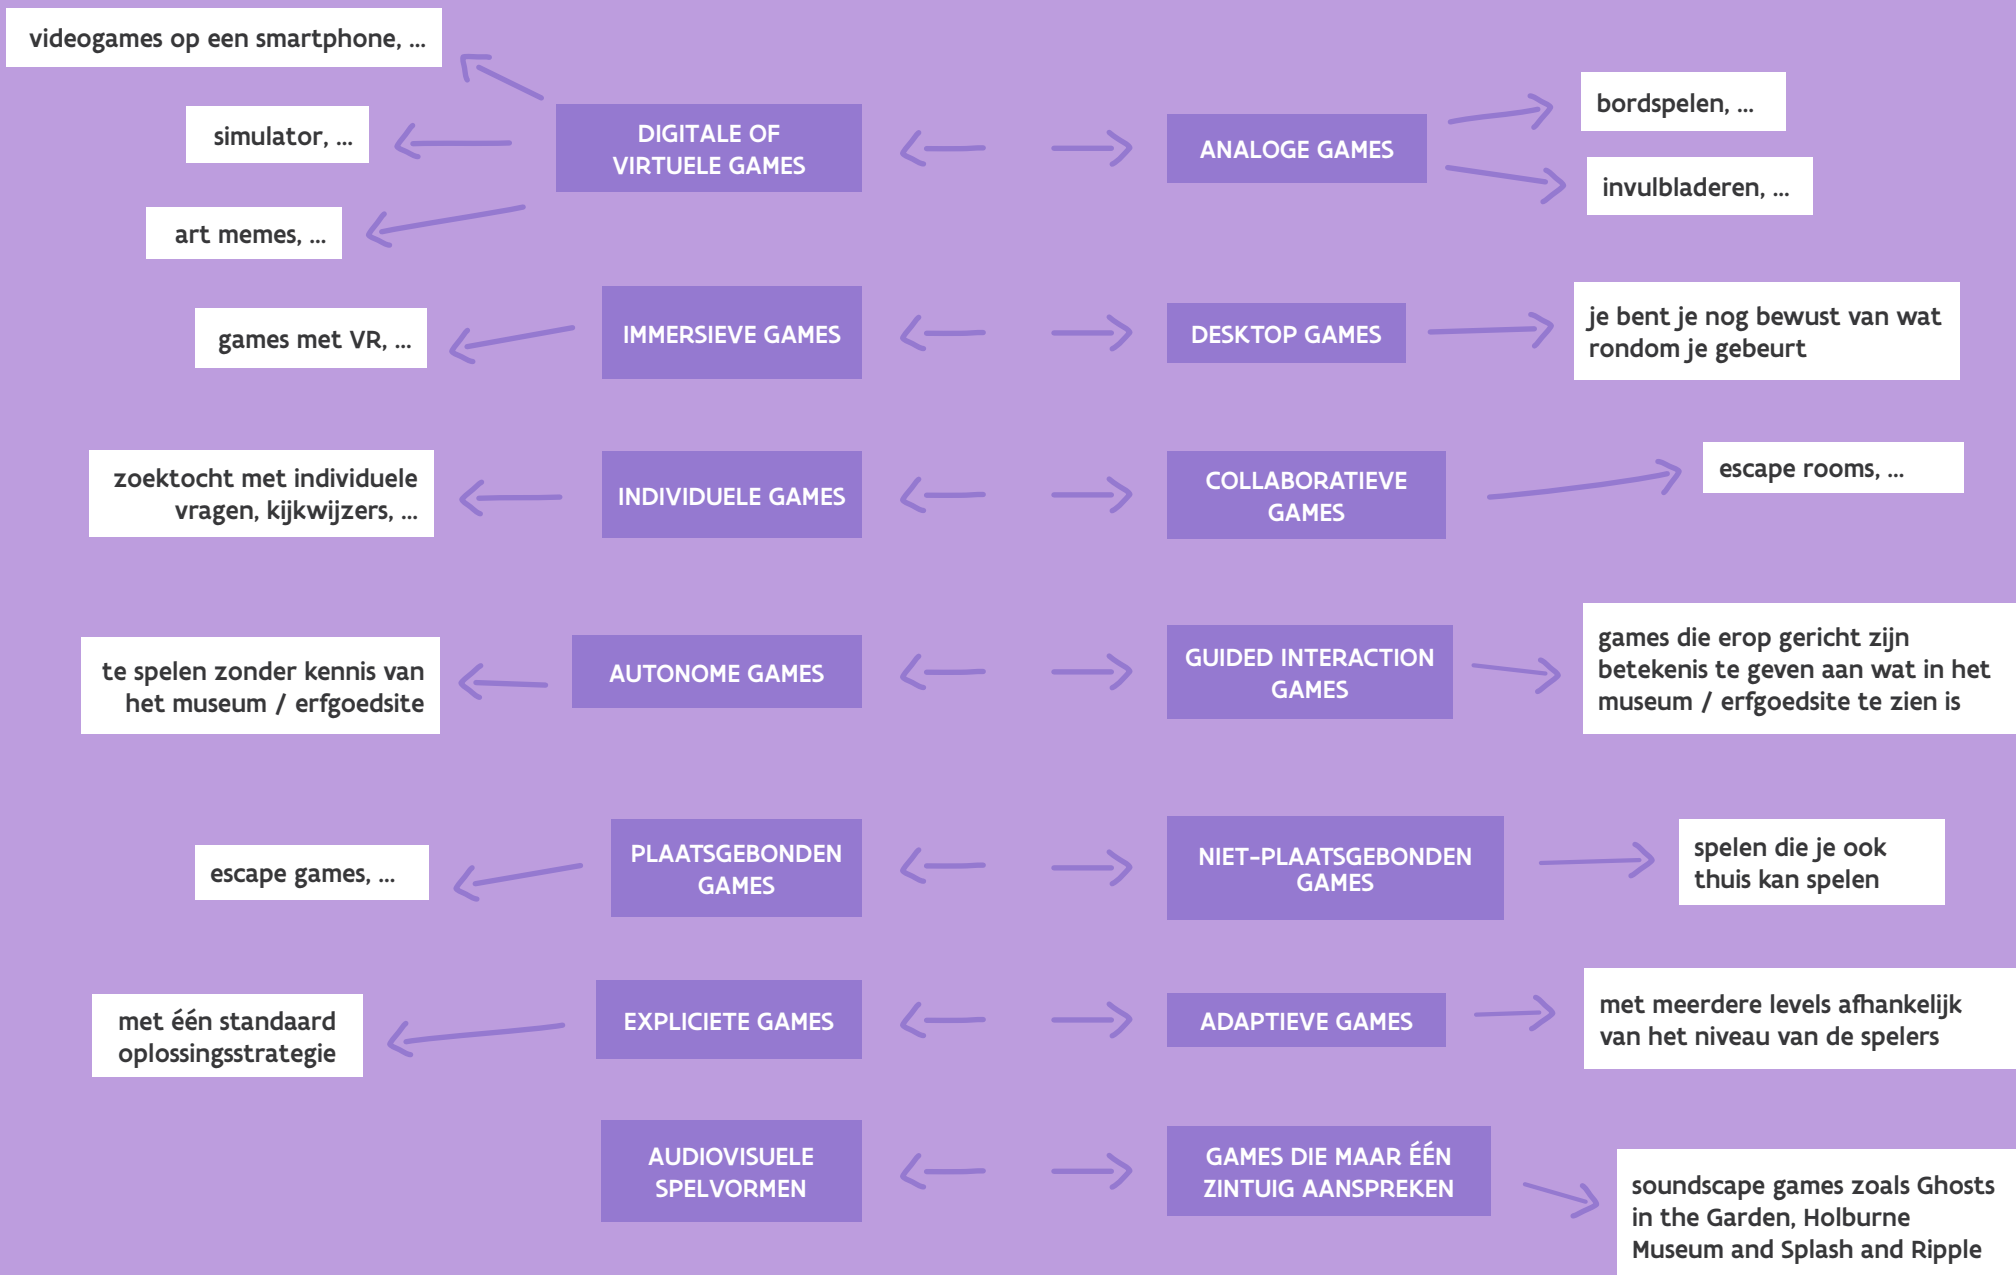 videogames op een smartphone, ...
simulator, ...
art memes, ...
DIGITALE OF
VIRTUELE GAMES
ANALOGE GAMES
bordspelen, ...
invulbladeren, ...
games met VR, ...
IMMERSIEVE GAMES
DESKTOP GAMES
je bent je nog bewust van wat
rondom je gebeurt
zoektocht met individuele
vragen, kijkwijzers, ...
INDIVIDUELE GAMES
COLLABORATIEVE
GAMES
escape rooms, ...
te spelen zonder kennis van
het museum / erfgoedsite
AUTONOME GAMES
GUIDED INTERACTION
GAMES
games die erop gericht zijn
betekenis te geven aan wat in het
museum / erfgoedsite te zien is
escape games, ...
PLAATSGEBONDEN
GAMES
NIET-PLAATSGEBONDEN
GAMES
spelen die je ook
thuis kan spelen
met één standaard
oplossingsstrategie
EXPLICIETE GAMES
ADAPTIEVE GAMES
met meerdere levels afhankelijk
van het niveau van de spelers
AUDIOVISUELE
SPELVORMEN
GAMES DIE MAAR ÉÉN
ZINTUIG AANSPREKEN
soundscape games zoals Ghosts
in the Garden, Holburne
Museum and Splash and Ripple